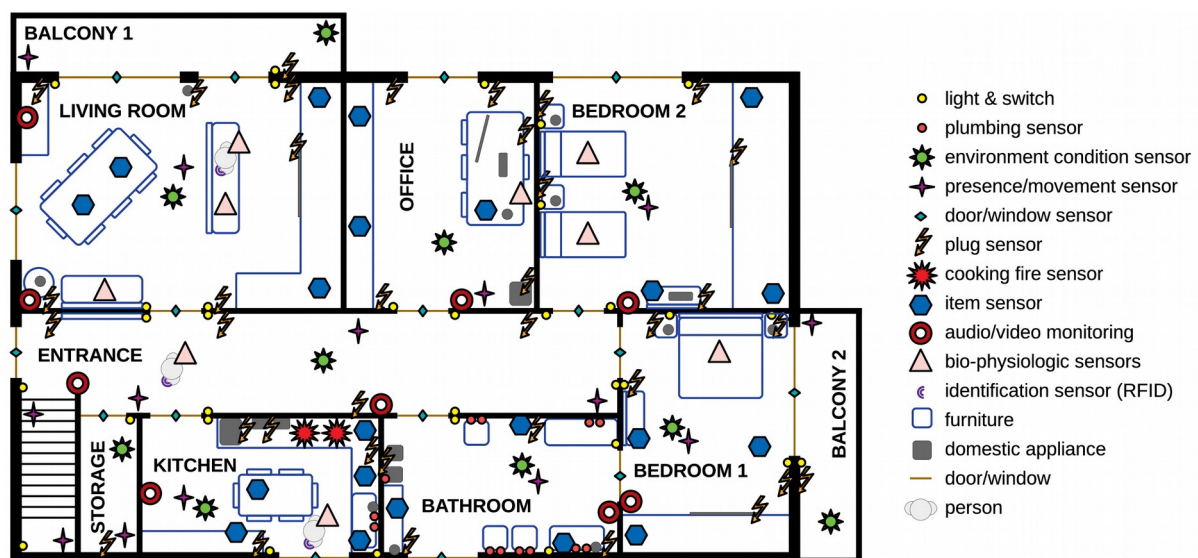 BALCONY 1
LIVING ROOM
OFFICE
BEDROOM 2
ENTRANCE
STORAGE
KITCHEN
BATHROOM
BEDROOM 1
BALCONY 2
light & switch
plumbing sensor
environment condition sensor
presence/movement sensor
door/window sensor
plug sensor
cooking fire sensor
item sensor
audio/video monitoring
bio-physiologic sensors
identification sensor (RFID)
furniture
domestic appliance
door/window
person